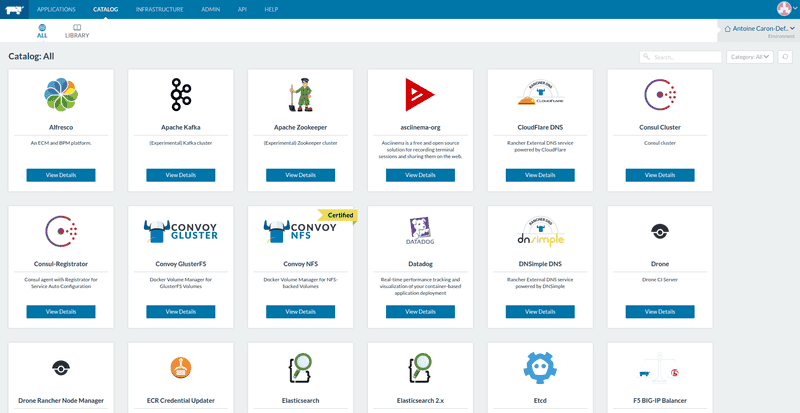 APPLICATIONS CATALOG INFRASTRUCTURE ADMIN API HELP
ALL LIBRARY
Antoine Caron-Def..
Environment
Catalog: All
Search...
Category: All
Alfresco
An ECM and BPM platform.
View Details
Apache Kafka
(Experimental) Kafka cluster
View Details
Apache Zookeeper
(Experimental) Zookeeper cluster
View Details
asciinema-org
Asciinema is a free and open source
solution for recording terminal
sessions and sharing them on the web.
View Details
RANCHER DNS
CLOUDFLARE
CloudFlare DNS
Rancher External DNS service
powered by CloudFlare
View Details
Consul Cluster
Consul cluster
View Details
Consul-Registrator
Consul agent with Registrator for
Service Auto Configuration
View Details
CONVOY
GLUSTER
Convoy GlusterFS
Docker Volume Manager for
GlusterFS Volumes
View Details
Certified
CONVOY
NFS
Convoy NFS
Docker Volume Manager for NFS-
backed Volumes
View Details
DATADOG
Datadog
Real-time performance tracking and
visualization of your container-based
application deployment
View Details
RANCHER DNS
dnsimple
DNSimple DNS
Rancher External DNS service
powered by DNSimple
View Details
Drone
Drone CI Server
View Details
Drone Rancher Node Manager
ECR Credential Updater
Elasticsearch
Elasticsearch 2.x
Etcd
F5 BIG-IP Balancer